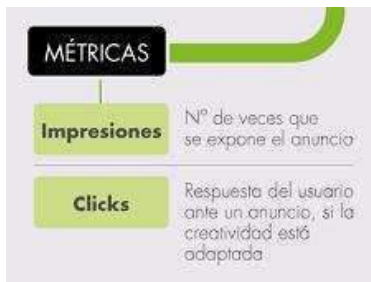 MÉTRICAS
Impresiones
Nº de veces que
se expone el anuncio
Clicks
Respuesta del usuario
ante un anuncio, si la
creatividad está
adaptada